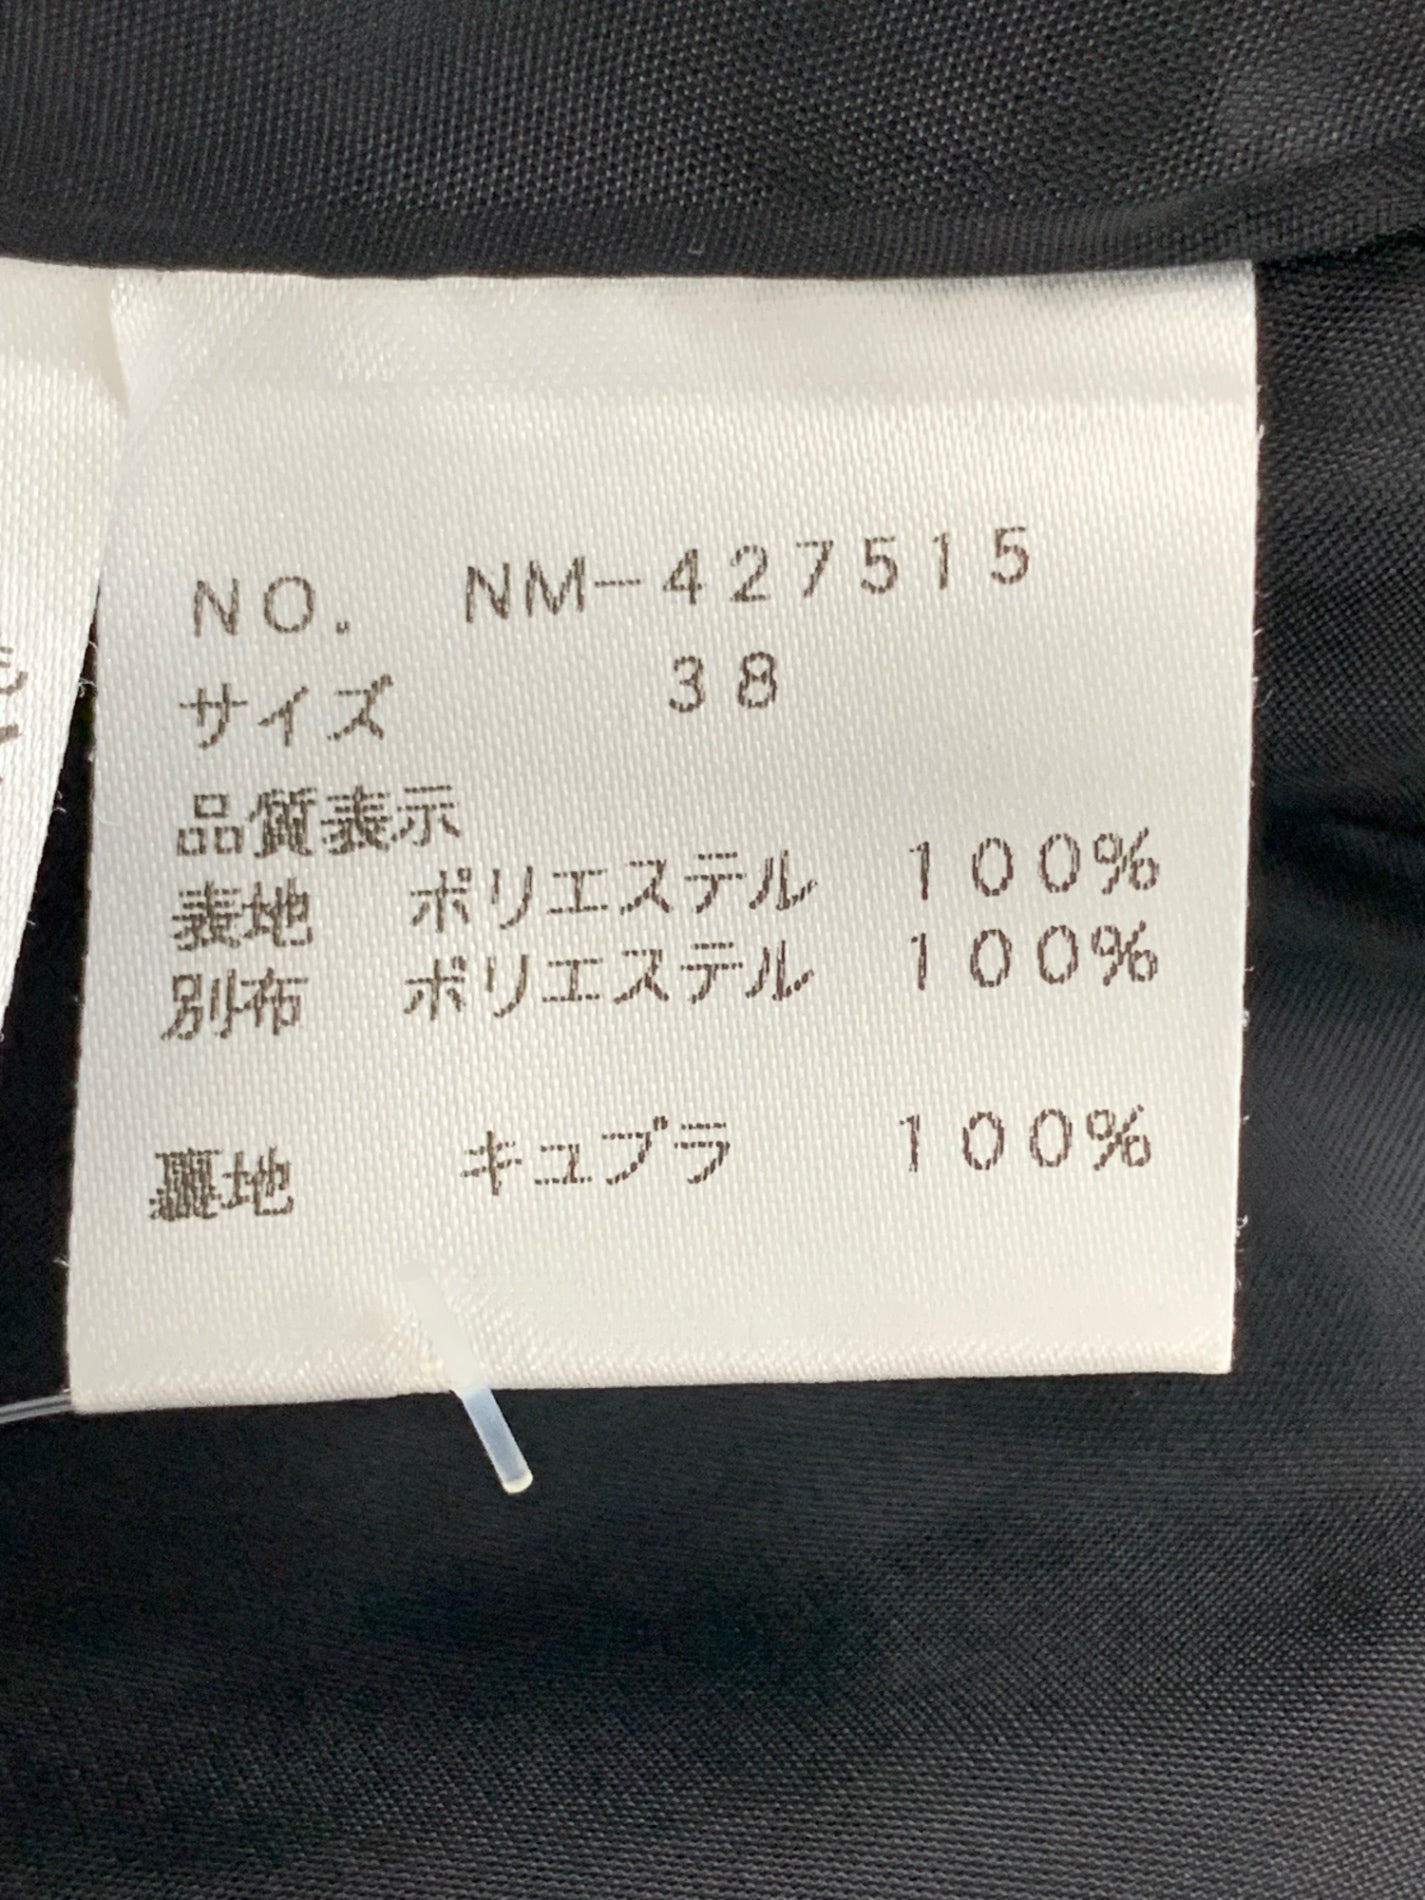 NO. NM-427515
サイズ 38
品質表示
表地 ポリエステル 100%
別布 ポリエステル 100%
裏地 キュプラ 100%